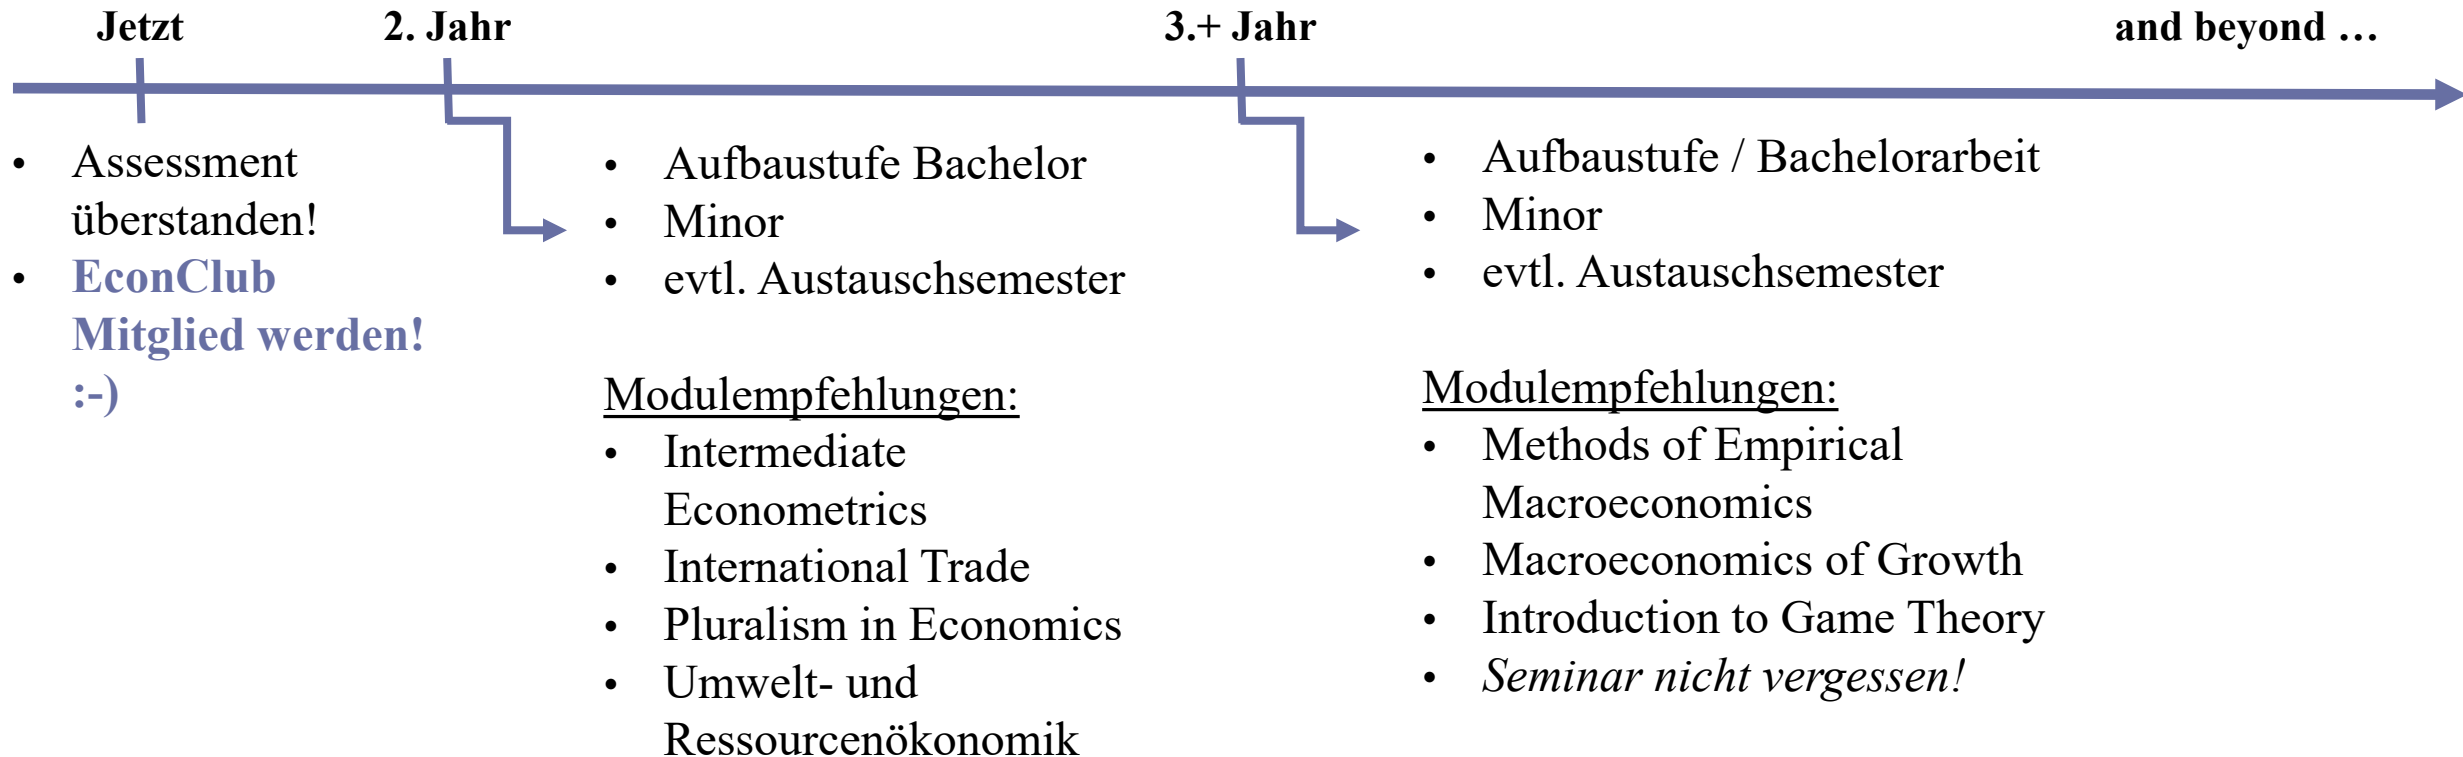 Jetzt
2. Jahr
3.+ Jahr
and beyond …
• Assessment
überstanden!
• EconClub
Mitglied werden!
:-)
• Aufbaustufe Bachelor
• Minor
• evtl. Austauschsemester
Modulempfehlungen:
• Intermediate
Econometrics
• International Trade
• Pluralism in Economics
• Umwelt- und
Ressourcenökonomik
• Aufbaustufe / Bachelorarbeit
• Minor
• evtl. Austauschsemester
Modulempfehlungen:
• Methods of Empirical
Macroeconomics
• Macroeconomics of Growth
• Introduction to Game Theory
• Seminar nicht vergessen!